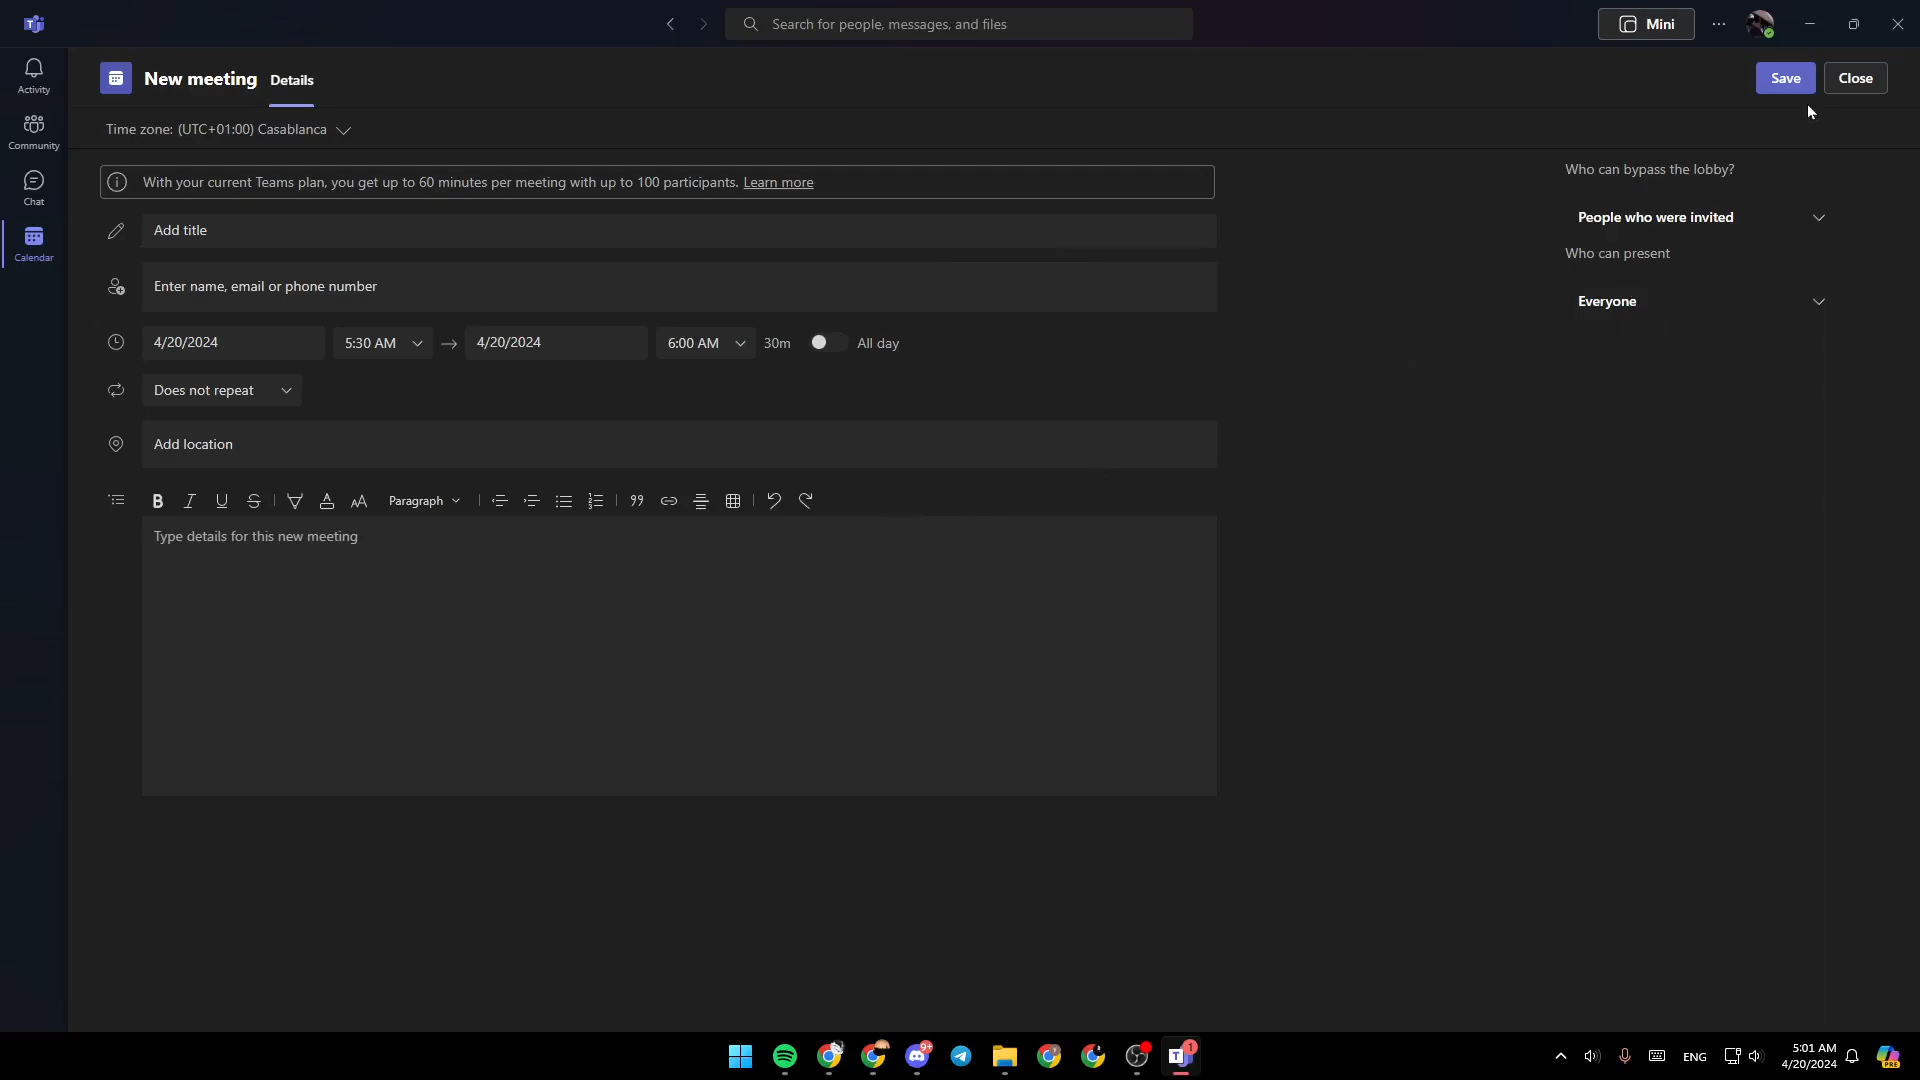 Search for people, messages, and files
Mini
Activity
Community
Chat
Calendar
New meeting
Details
Save
Close
Time zone: (UTC+01:00) Casablanca
With your current Teams plan, you get up to 60 minutes per meeting with up to 100 participants. Learn more
Add title
Enter name, email or phone number
4/20/2024
5:30 AM
4/20/2024
6:00 AM
30m
All day
Does not repeat
Add location
Paragraph
Type details for this new meeting
Who can bypass the lobby?
People who were invited
Who can present
Everyone
9+
1
ENG
5:01 AM
4/20/2024
PRE